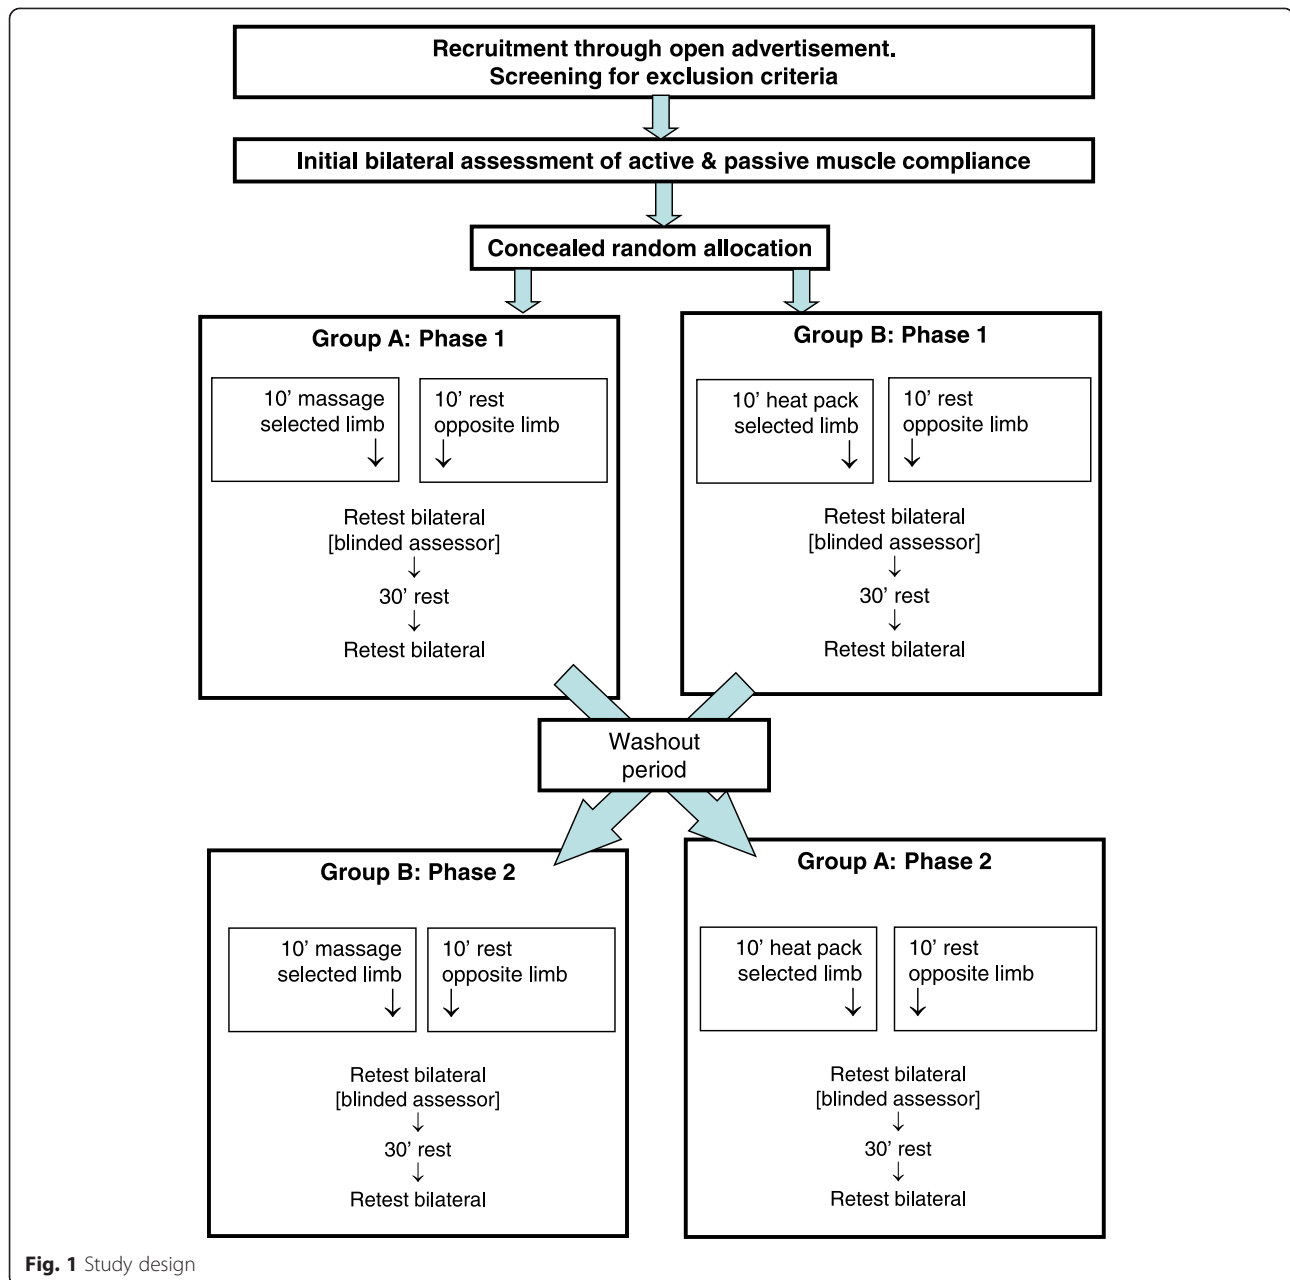 Recruitment through open advertisement.
Screening for exclusion criteria
Initial bilateral assessment of active & passive muscle compliance
Concealed random allocation
Group A: Phase 1
10' massage
selected limb
↓
10' rest
opposite limb
↓
Retest bilateral
[blinded assessor]
↓
30' rest
↓
Retest bilateral
Group B: Phase 1
10' heat pack
selected limb
↓
10' rest
opposite limb
↓
Retest bilateral
[blinded assessor]
↓
30' rest
↓
Retest bilateral
Washout
period
Group B: Phase 2
10' massage
selected limb
↓
10' rest
opposite limb
↓
Retest bilateral
[blinded assessor]
↓
30' rest
↓
Retest bilateral
Group A: Phase 2
10' heat pack
selected limb
↓
10' rest
opposite limb
↓
Retest bilateral
[blinded assessor]
↓
30' rest
↓
Retest bilateral
Fig. 1 Study design